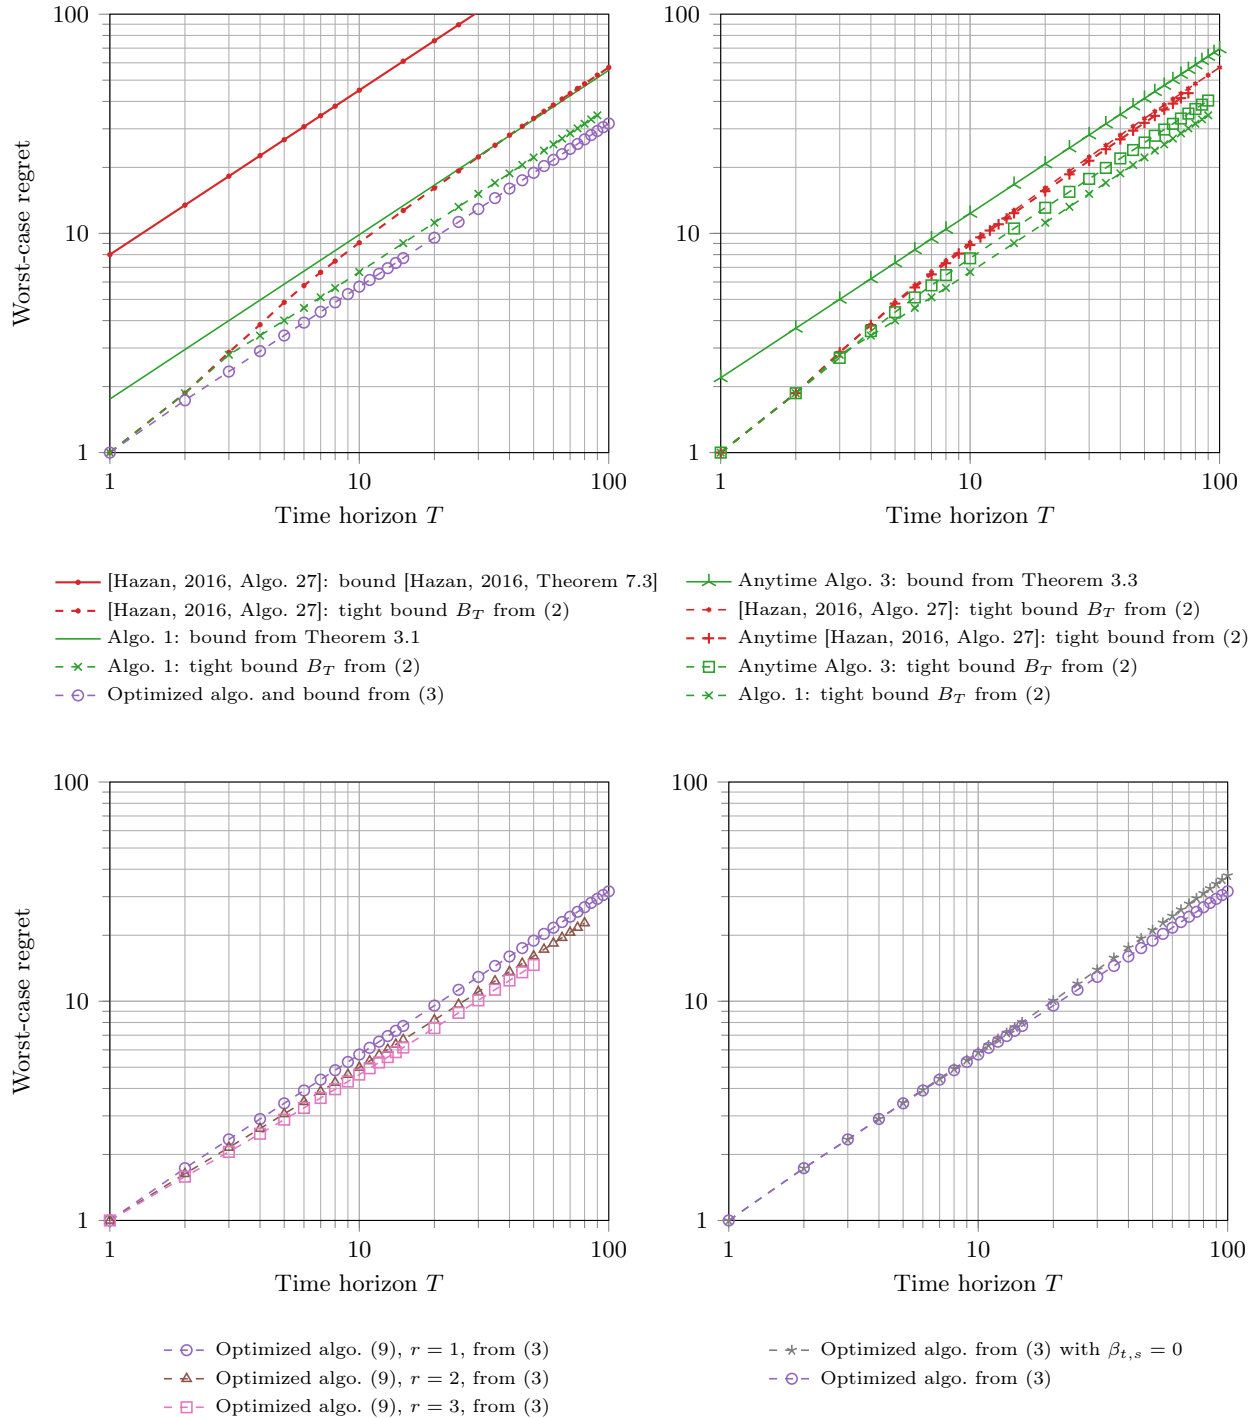 100
10
1
Worst-case regret
1
10
100
Time horizon T
[Hazan, 2016, Algo. 27]: bound [Hazan, 2016, Theorem 7.3]
[Hazan, 2016, Algo. 27]: tight bound B_T from (2)
Algo. 1: bound from Theorem 3.1
Algo. 1: tight bound B_T from (2)
Optimized algo. and bound from (3)
100
10
1
1
10
100
Time horizon T
Anytime Algo. 3: bound from Theorem 3.3
[Hazan, 2016, Algo. 27]: tight bound B_T from (2)
Anytime [Hazan, 2016, Algo. 27]: tight bound from (2)
Anytime Algo. 3: tight bound B_T from (2)
Algo. 1: tight bound B_T from (2)
100
10
1
Worst-case regret
1
10
100
Time horizon T
Optimized algo. (9), r = 1, from (3)
Optimized algo. (9), r = 2, from (3)
Optimized algo. (9), r = 3, from (3)
100
10
1
1
10
100
Time horizon T
Optimized algo. from (3) with β_{t,s} = 0
Optimized algo. from (3)